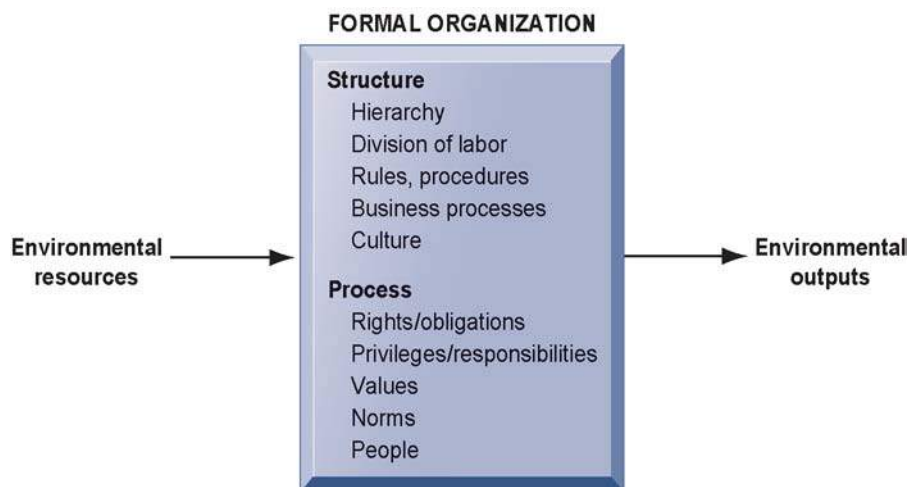 FORMAL ORGANIZATION
Structure
Hierarchy
Division of labor
Rules, procedures
Business processes
Culture
Environmental
resources
Environmental
outputs
Process
Rights/obligations
Privileges/responsibilities
Values
Norms
People